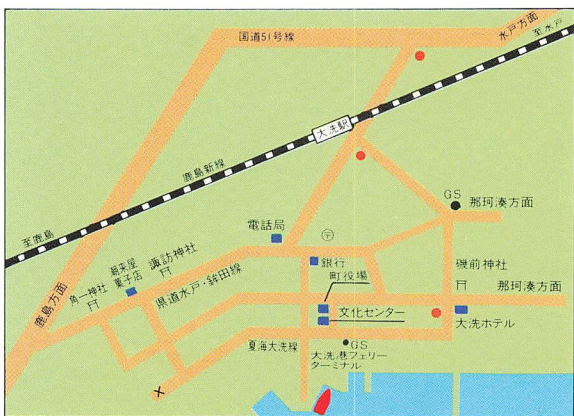 国道51号線
水戸方面
至水戸
大洗駅
鹿島新線
至鹿島
鹿島方面
GS
那珂湊方面
電話局
〒
銀行
町役場
文化センター
磯前神社
那珂湊方面
大洗ホテル
諏訪神社
菓子店
角一神社
県道水戸・鉾田線
夏海大洗線
GS
大洗港フェリー
ターミナル